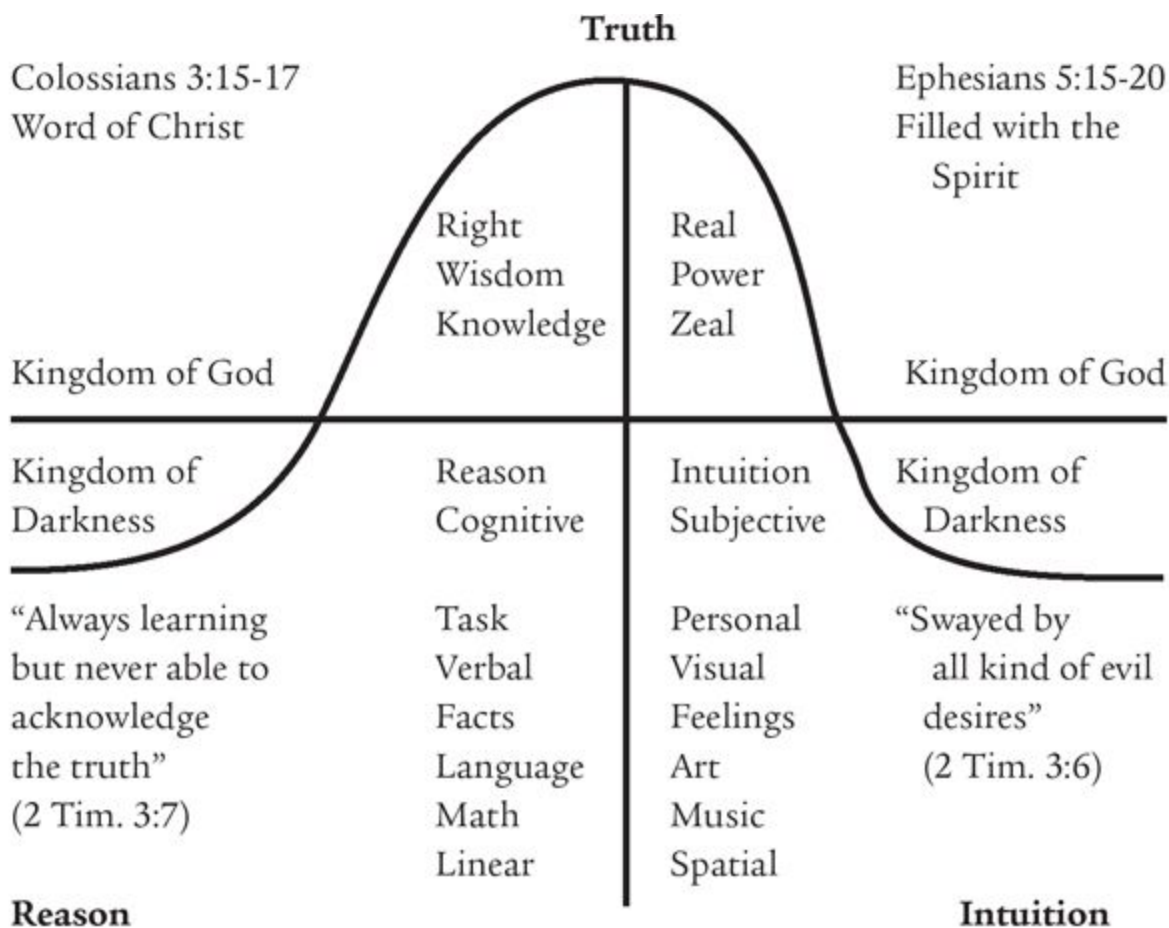 Truth
Colossians 3:15-17
Word of Christ
Ephesians 5:15-20
Filled with the
Spirit
Right
Wisdom
Knowledge
Real
Power
Zeal
Kingdom of God
Kingdom of God
Kingdom of
Darkness
Reason
Cognitive
Intuition
Subjective
Kingdom of
Darkness
“Always learning
but never able to
acknowledge
the truth”
(2 Tim. 3:7)
Task
Verbal
Facts
Language
Math
Linear
Personal
Visual
Feelings
Art
Music
Spatial
“Swayed by
all kind of evil
desires”
(2 Tim. 3:6)
Reason
Intuition